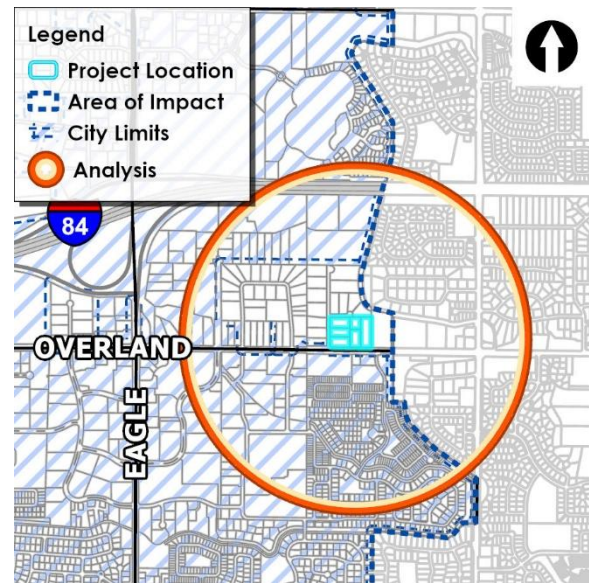 Legend
Project Location
Area of Impact
City Limits
Analysis
84
OVERLAND
EAGLE